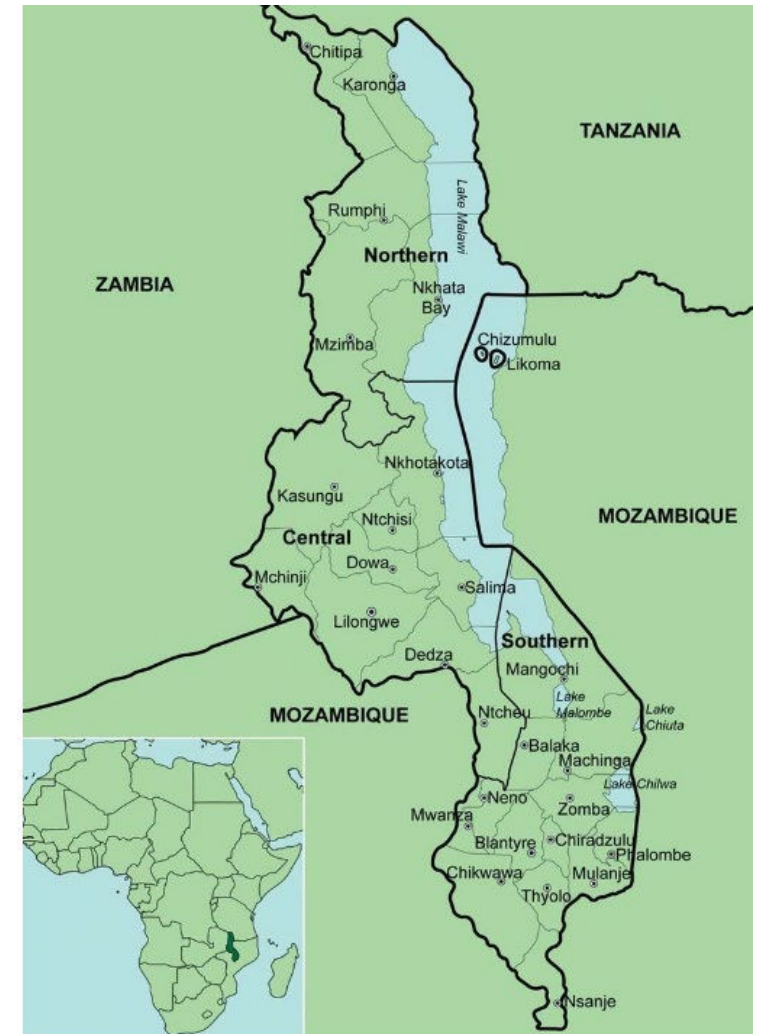 Chitipa
Karonga
TANZANIA
Lake Malawi
Rumphi
Northern
ZAMBIA
Nkhata
Bay
Mzimba
Chizumulu
Likoma
Nkhotakota
Kasungu
Ntchisi
MOZAMBIQUE
Central
Dowa
Mchinji
Salima
Lilongwe
Southern
Dedza
Mangochi
MOZAMBIQUE
Lake
Malombe
Lake
Chiuta
Ntcheu
Balaka
Machinga
Lake Chilwa
Neno
Zomba
Mwanza
Blantyre
Chiradzulu
Phalombe
Chikwawa
Mulanje
Thyolo
Nsanje